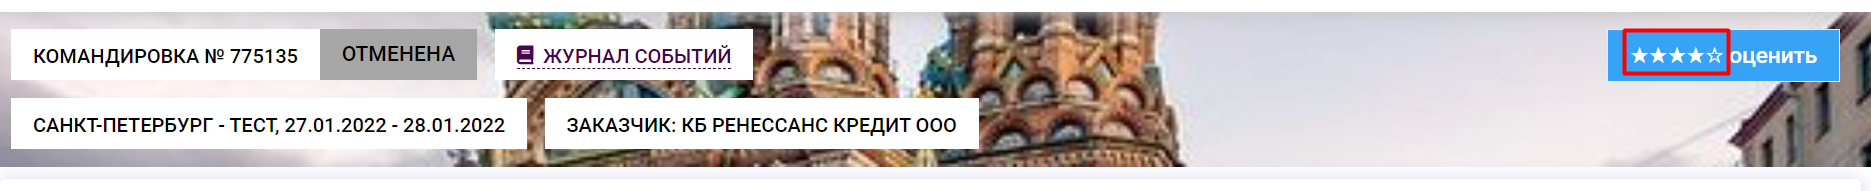 КОМАНДИРОВКА № 775135 ОТМЕНЕНА ЖУРНАЛ СОБЫТИЙ ★★★★☆ оценить
САНКТ-ПЕТЕРБУРГ - ТЕСТ, 27.01.2022 - 28.01.2022 ЗАКАЗЧИК: КБ РЕНЕССАНС КРЕДИТ ООО